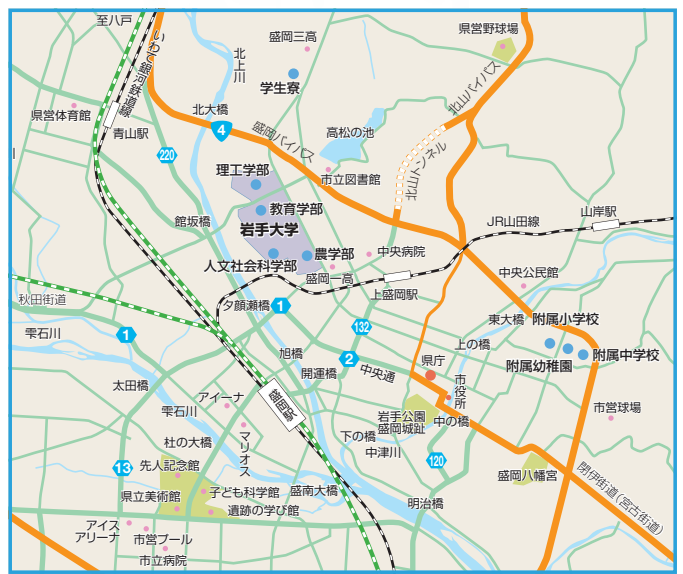 至八戸
いわて銀河鉄道線
北上川
盛岡三高
県営野球場
学生寮
県営体育館
青山駅
北大橋
4
盛岡バイパス
高松の池
北山バイパス
北山トンネル
220
理工学部
市立図書館
教育学部
館坂橋
岩手大学
JR山田線
山岸駅
農学部
中央病院
人文社会科学部
盛岡一高
上盛岡駅
中央公民館
秋田街道
夕顔瀬橋
1
雫石川
1
132
東大橋
附属小学校
上の橋
旭橋
2
附属中学校
開運橋
中央通
県庁
附属幼稚園
太田橋
アイーナ
盛岡駅
市役所
雫石川
岩手公園
盛岡城趾
市営球場
中の橋
マリオス
杜の大橋
下の橋
中津川
13
先人記念館
120
盛岡八幡宮
閉伊街道(宮古街道)
県立美術館
子ども科学館
盛南大橋
遺跡の学び館
明治橋
アイス
アリーナ
市営プール
市立病院